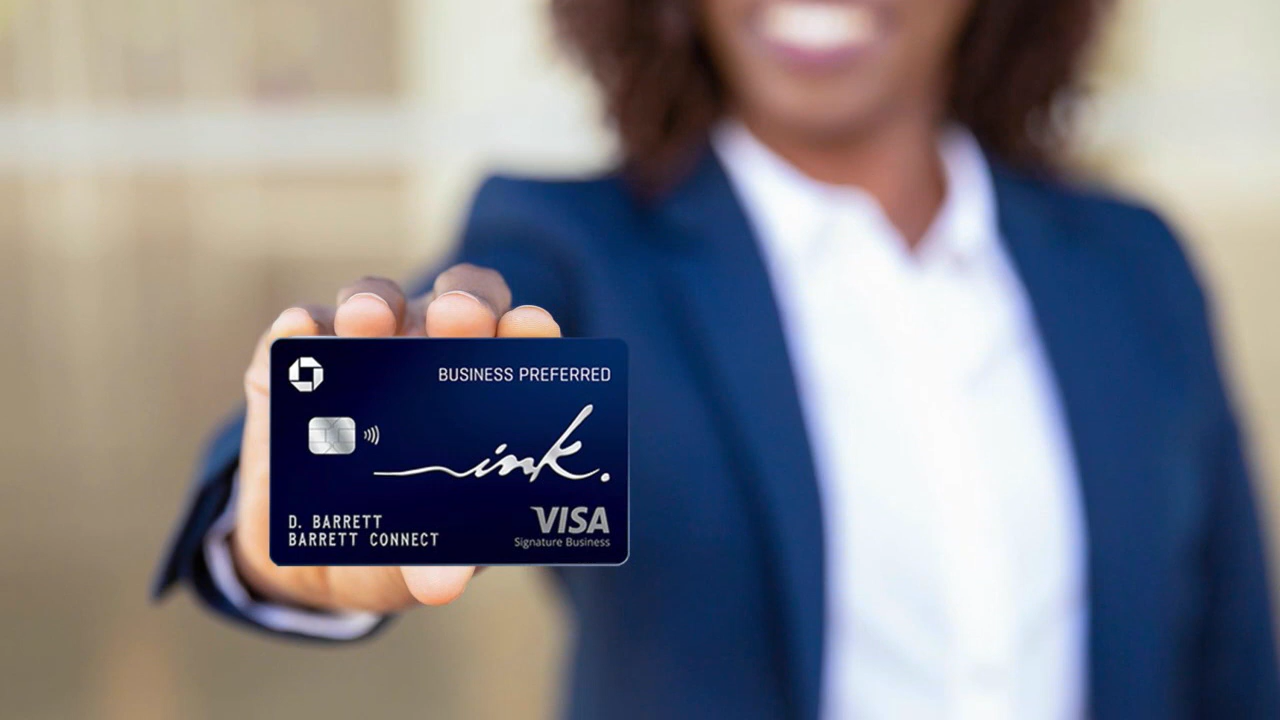 BUSINESS PREFERRED
ink.
D. BARRETT
BARRETT CONNECT
VISA
Signature Business